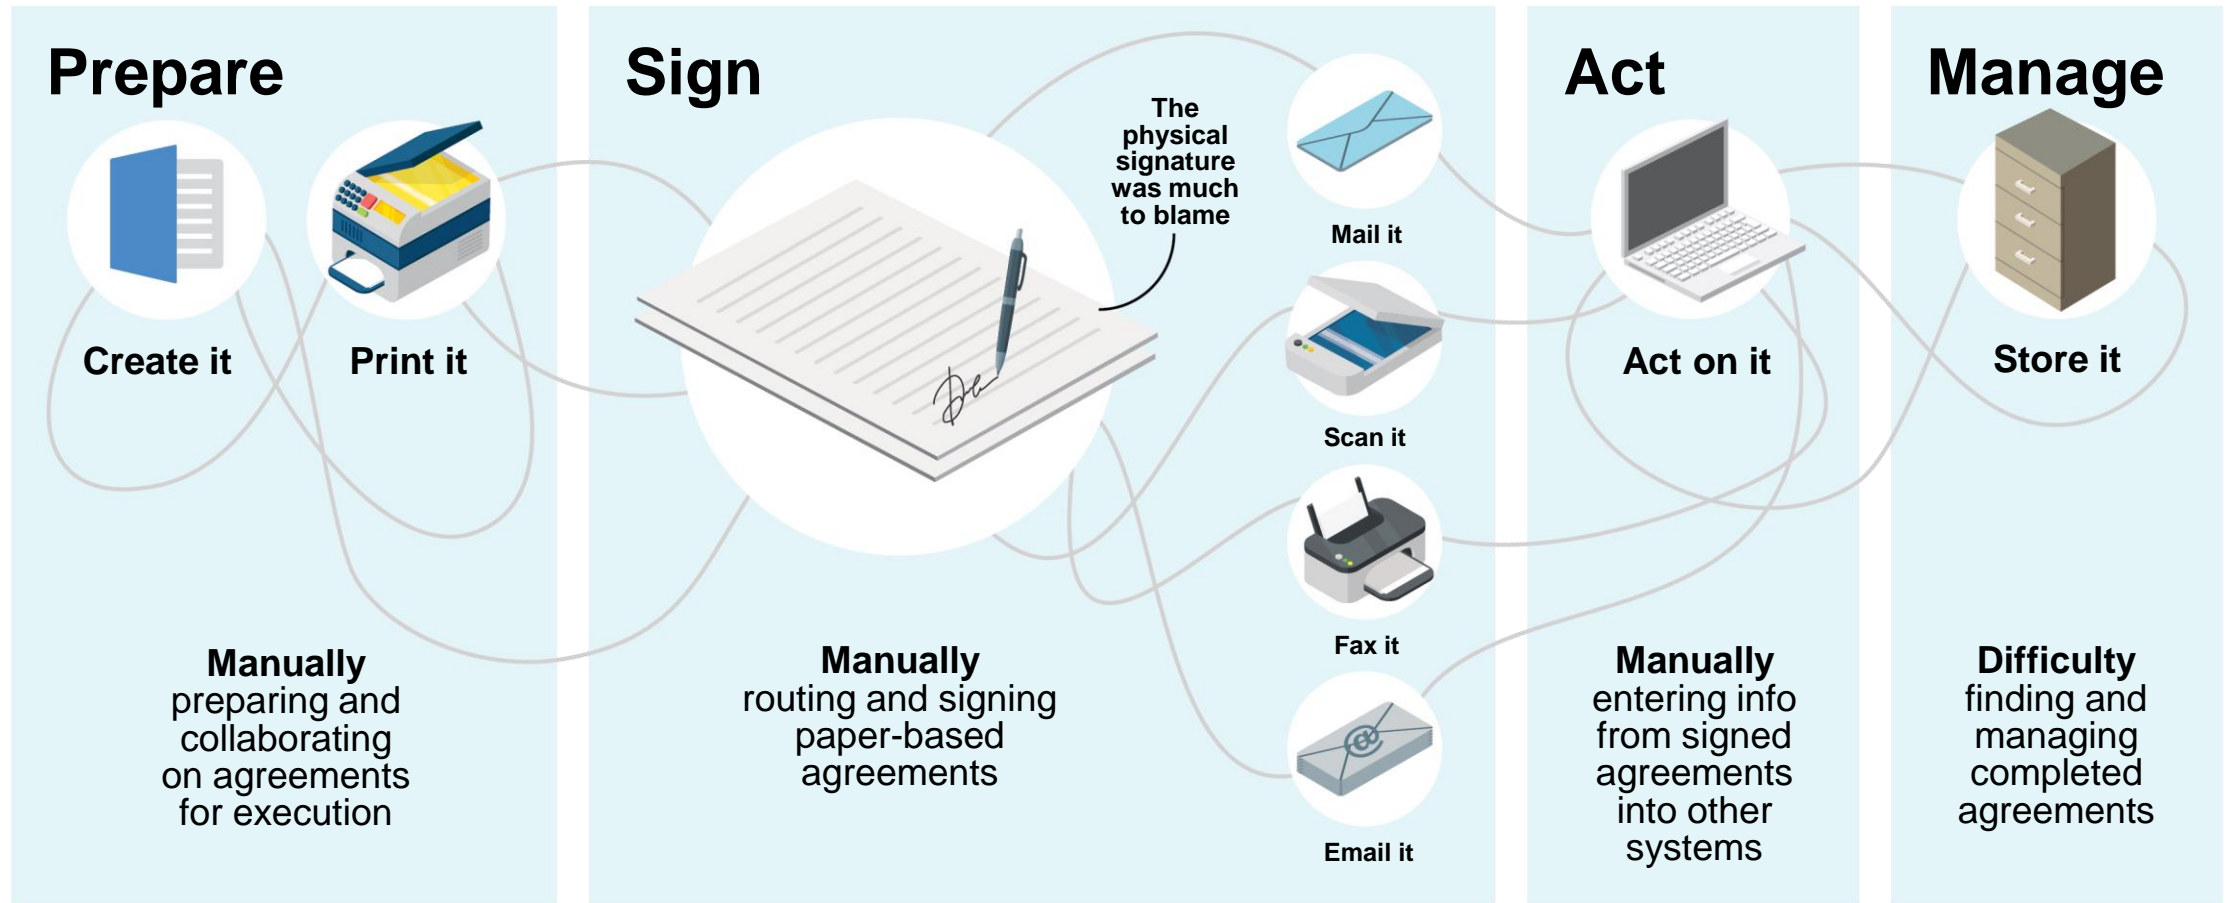 Prepare
Create it
Print it
Manually
preparing and
collaborating
on agreements
for execution
Sign
The
physical
signature
was much
to blame
Mail it
Scan it
Fax it
Email it
Manually
routing and signing
paper-based
agreements
Act
Act on it
Manually
entering info
from signed
agreements
into other
systems
Manage
Store it
Difficulty
finding and
managing
completed
agreements